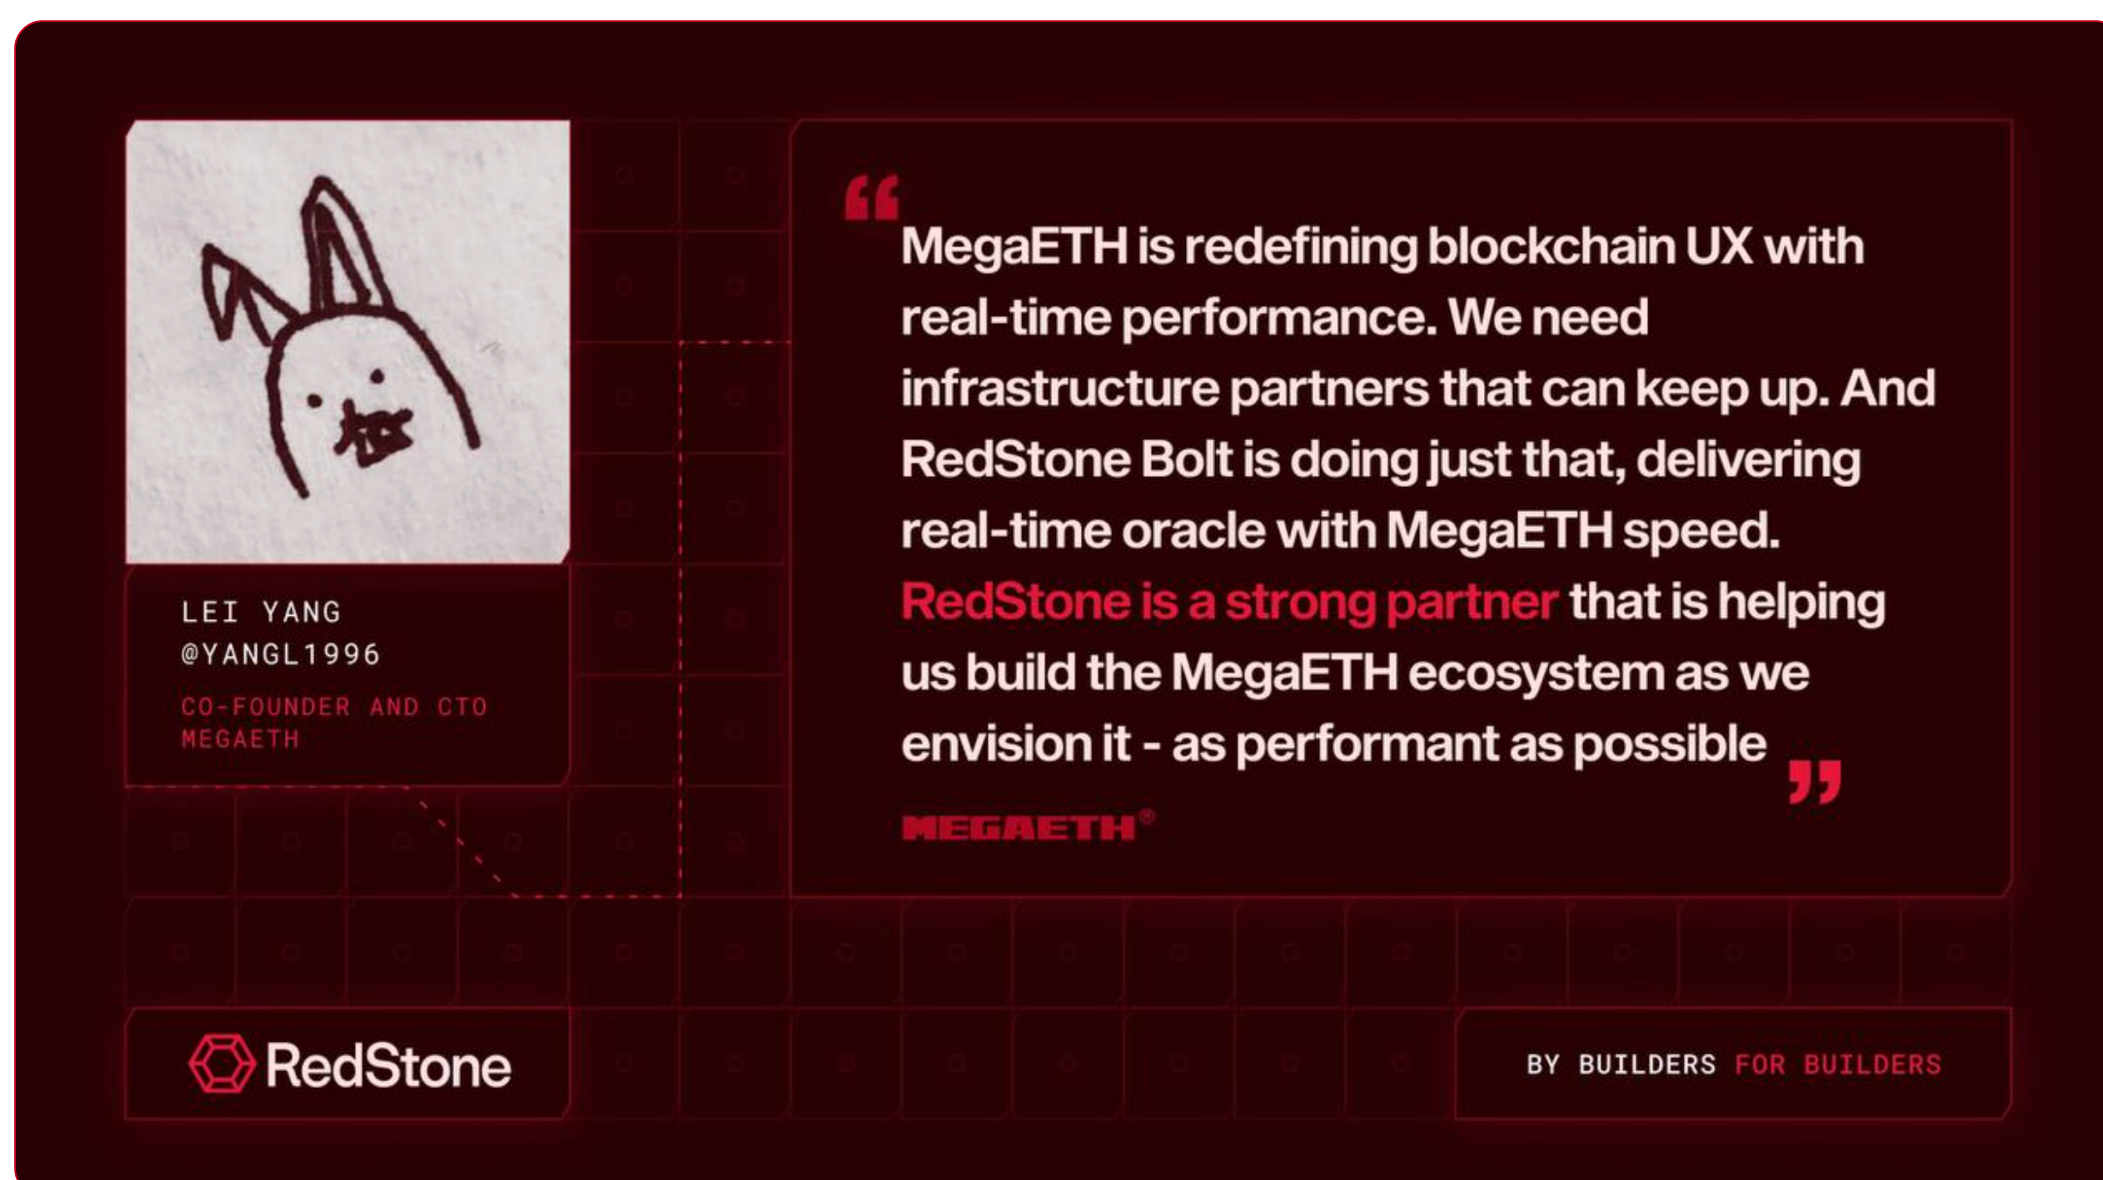 LEI YANG
@YANGL1996
CO-FOUNDER AND CTO
MEGAETH
“MegaETH is redefining blockchain UX with
real-time performance. We need
infrastructure partners that can keep up. And
RedStone Bolt is doing just that, delivering
real-time oracle with MegaETH speed.
RedStone is a strong partner that is helping
us build the MegaETH ecosystem as we
envision it - as performant as possible”
MEGAETH®
RedStone
BY BUILDERS FOR BUILDERS